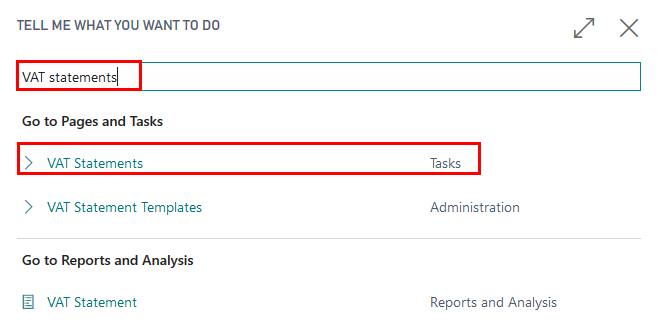 TELL ME WHAT YOU WANT TO DO
VAT statements
Go to Pages and Tasks
VAT Statements Tasks
VAT Statement Templates Administration
Go to Reports and Analysis
VAT Statement Reports and Analysis